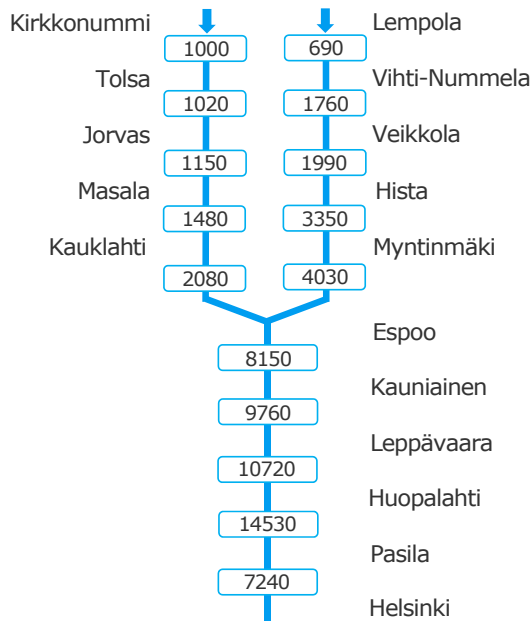 Kirkkonummi
Lempola
1000
690
Tolsa
Vihti-Nummela
1020
1760
Jorvas
Veikkola
1150
1990
Masala
Hista
1480
3350
Kauklahti
Myntinmäki
2080
4030
Espoo
8150
Kauniainen
9760
Leppävaara
10720
Huopalahti
14530
Pasila
7240
Helsinki